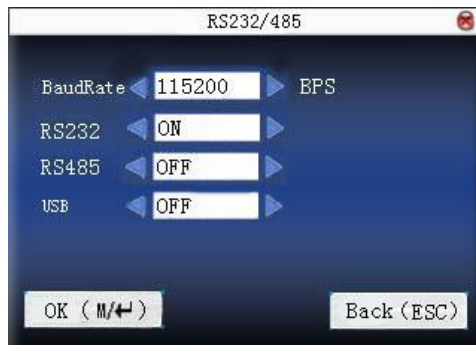 RS232/485
BaudRate 115200 BPS
RS232 ON
RS485 OFF
USB OFF
OK (M/↵) Back(ESC)